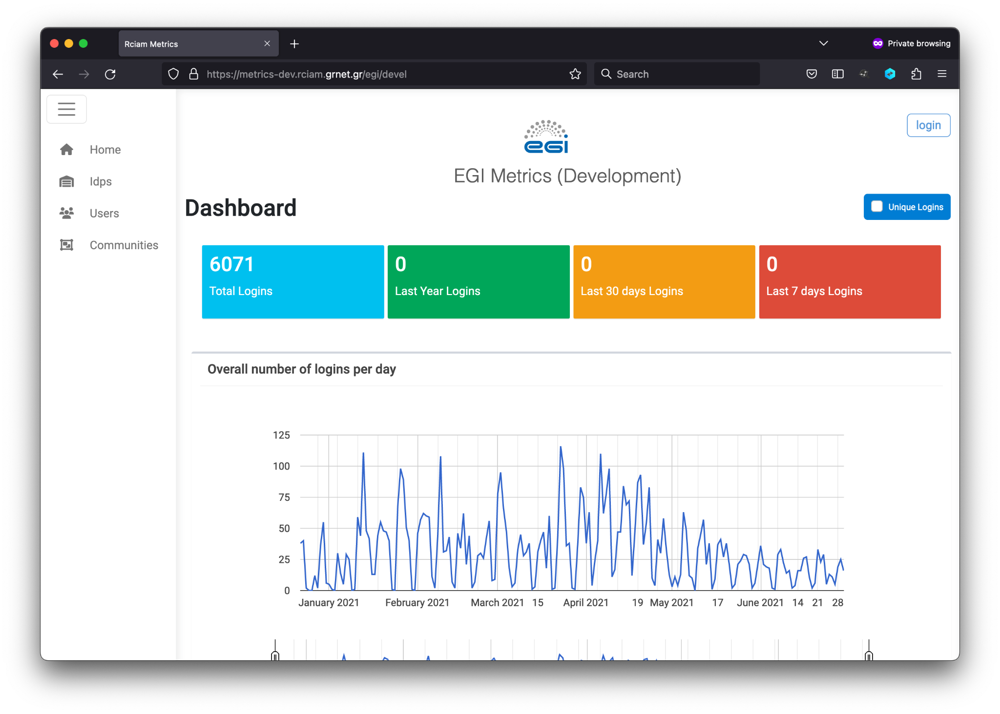 Rciam Metrics
Private browsing
https://metrics-dev.rciam.grnet.gr/egi/devel
Search
Home
Idps
Users
Communities
login
egi
EGI Metrics (Development)
Dashboard
Unique Logins
6071
Total Logins
0
Last Year Logins
0
Last 30 days Logins
0
Last 7 days Logins
Overall number of logins per day
125
100
75
50
25
0
January 2021 February 2021 March 2021 15 April 2021 19 May 2021 17 June 2021 14 21 28